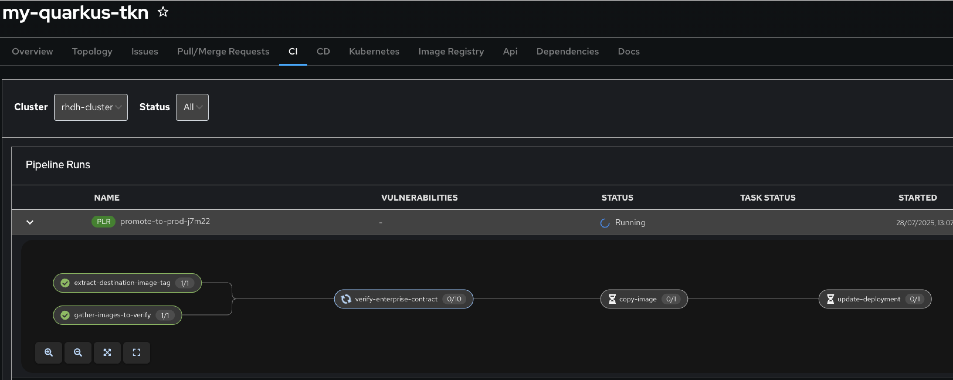 my-quarkus-tkn
Overview Topology Issues Pull/Merge Requests CI CD Kubernetes Image Registry Api Dependencies Docs
Cluster rhdh-cluster Status All
Pipeline Runs
NAME VULNERABILITIES STATUS TASK STATUS STARTED
PLR promote-to-prod-j7m22 - Running 28/07/2025, 13:07
extract-destination-image-tag 1/1
verify-enterprise-contract 0/10 copy-image 0/1 update-deployment 0/1
gather-images-to-verify 1/1